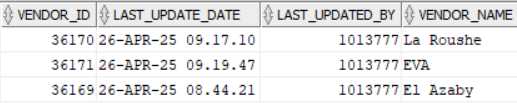 VENDOR_ID LAST_UPDATE_DATE LAST_UPDATED_BY VENDOR_NAME
36170 26-APR-25 09.17.10 1013777 La Roushe
36171 26-APR-25 09.19.47 1013777 EVA
36169 26-APR-25 08.44.21 1013777 El Azaby